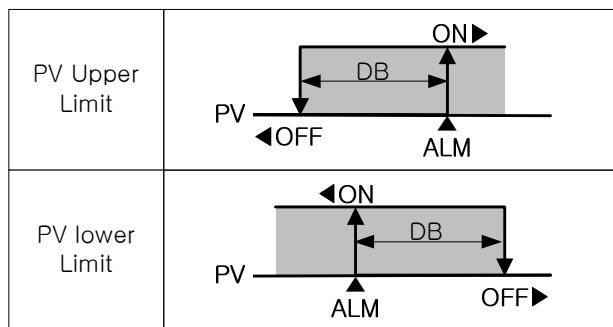 PV Upper
Limit
ON▶
DB
PV
◀OFF
ALM
PV lower
Limit
◀ON
DB
PV
ALM
OFF▶